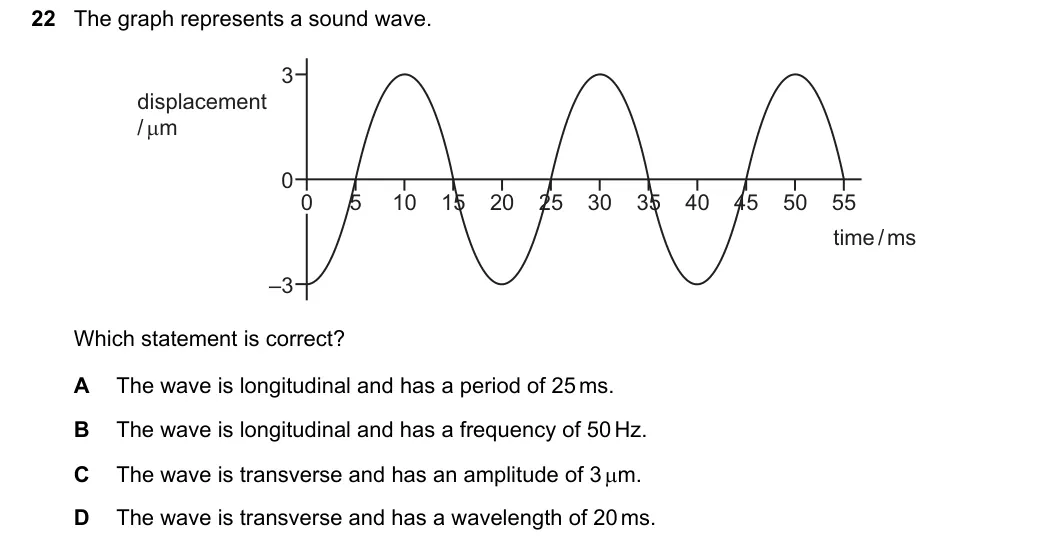 22 The graph represents a sound wave.
3
displacement
/ μm
0
0 5 10 15 20 25 30 35 40 45 50 55
time / ms
–3
Which statement is correct?
A The wave is longitudinal and has a period of 25 ms.
B The wave is longitudinal and has a frequency of 50 Hz.
C The wave is transverse and has an amplitude of 3 μm.
D The wave is transverse and has a wavelength of 20 ms.